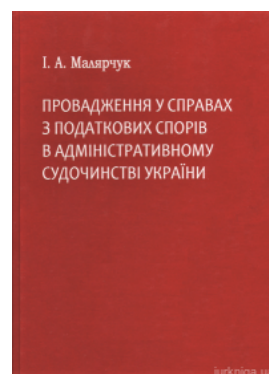 І. А. Малярчук
ПРОВАДЖЕННЯ У СПРАВАХ
З ПОДАТКОВИХ СПОРІВ
В АДМІНІСТРАТИВНОМУ
СУДОЧИНСТВІ УКРАЇНИ